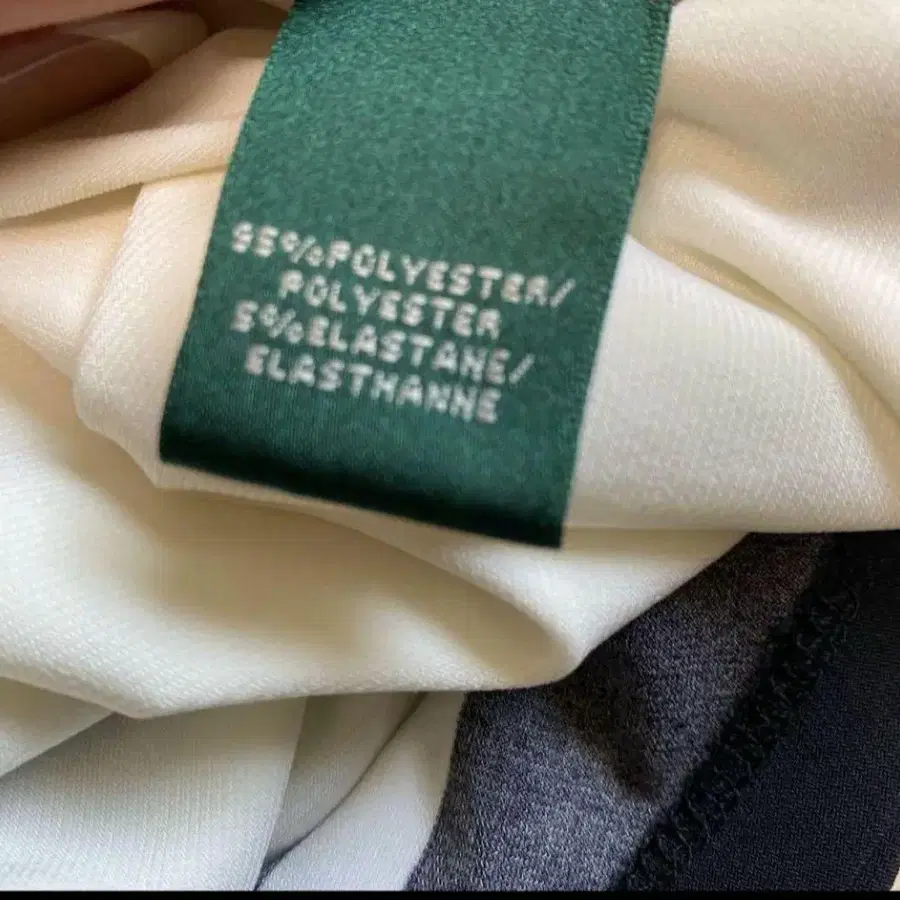 95%POLYESTER/
POLYESTER
5%ELASTANE/
ELASTHANNE